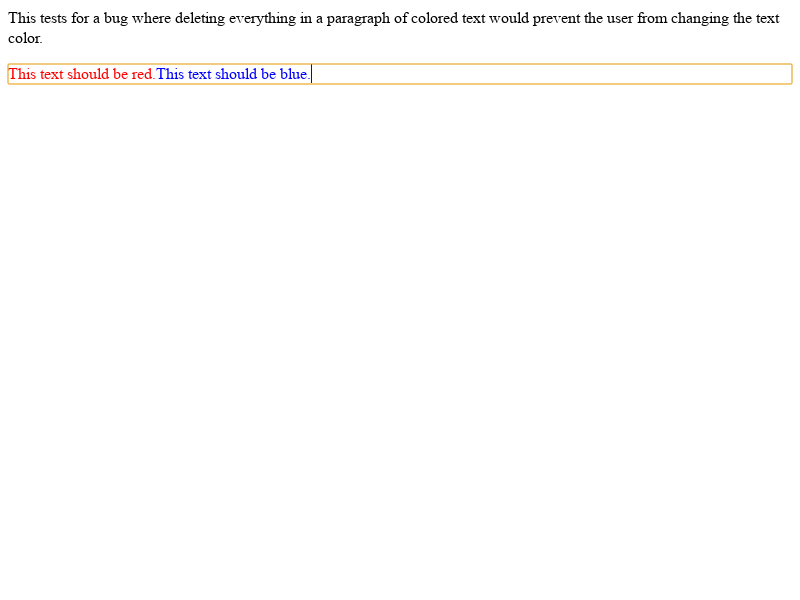 This tests for a bug where deleting everything in a paragraph of colored text would prevent the user from changing the text
color.
This text should be red.This text should be blue.